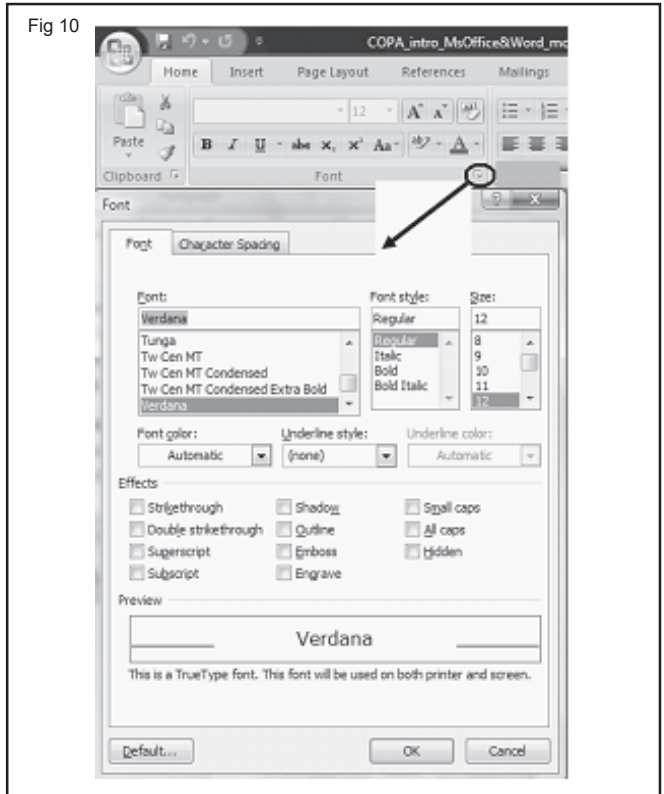 Fig 10
COPA_intro_MsOffice&Word_mo
Home Insert Page Layout References Mailings
12 A A
Paste B I U abe x, x² Aa ab A
Clipboard Font
Font
Font Character Spacing
Font: Font style: Size:
Verdana Regular 12
Tunga Regular 8
Tw Cen MT Italic 9
Tw Cen MT Condensed Bold 10
Tw Cen MT Condensed Extra Bold Bold Italic 11
Verdana 12
Font color: Underline style: Underline color:
Automatic (none) Automatic
Effects
Strikethrough Shadow Small caps
Double strikethrough Outline All caps
Superscript Emboss Hidden
Subscript Engrave
Preview
Verdana
This is a TrueType font. This font will be used on both printer and screen.
Default... OK Cancel